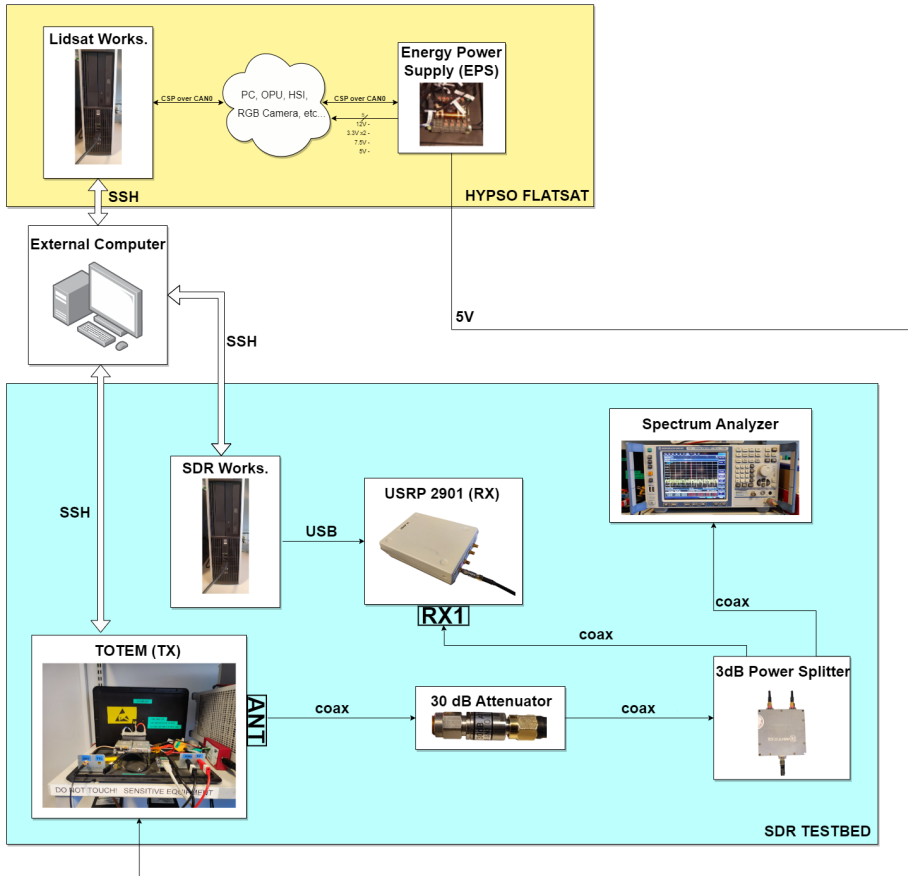 Lidsat Works.
Energy Power
Supply (EPS)
CSP over CAN0
PC, OPU, HSI,
RGB Camera, etc...
CSP over CAN0
5
12V -
3.3V x2 -
7.5V -
5V -
HYPSO FLATSAT
SSH
External Computer
5V
SSH
Spectrum Analyzer
SDR Works.
USRP 2901 (RX)
SSH
USB
RX1
coax
coax
TOTEM (TX)
3dB Power Splitter
ANT
30 dB Attenuator
coax
coax
DO NOT TOUCH! SENSITIVE EQUIPMENT
SDR TESTBED